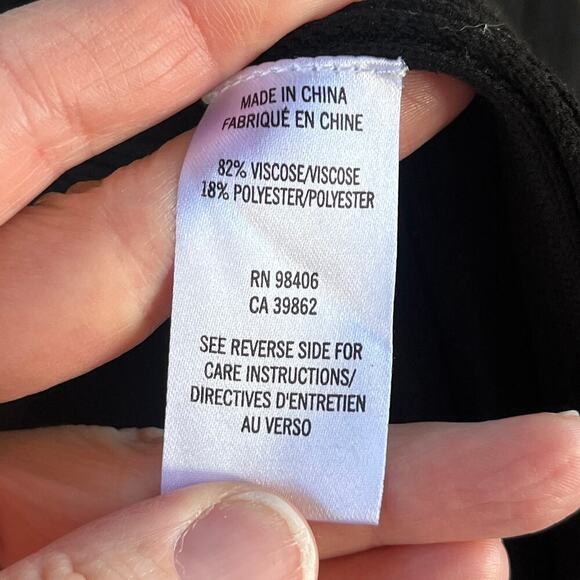 MADE IN CHINA
FABRIQUÉ EN CHINE
82% VISCOSE/VISCOSE
18% POLYESTER/POLYESTER
RN 98406
CA 39862
SEE REVERSE SIDE FOR
CARE INSTRUCTIONS/
DIRECTIVES D'ENTRETIEN
AU VERSO